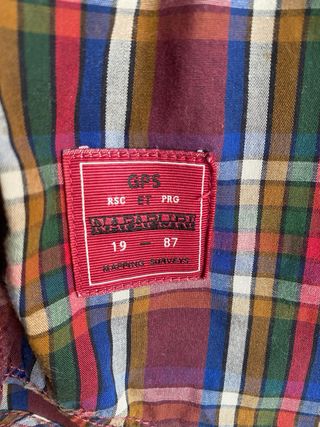 GPS
RSC ET PRG
NAPAPIJRI
19 — 87
MAPPING SURVEYS